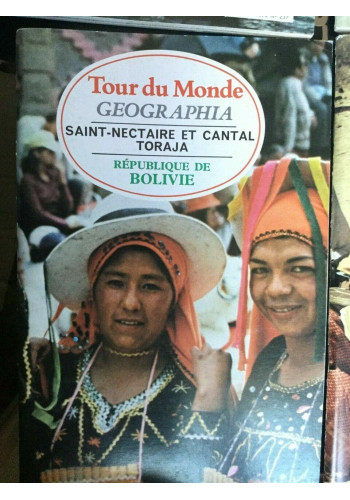 Tour du Monde
GEOGRAPHIA
SAINT-NECTAIRE ET CANTAL
TORAJA
RÉPUBLIQUE DE
BOLIVIE